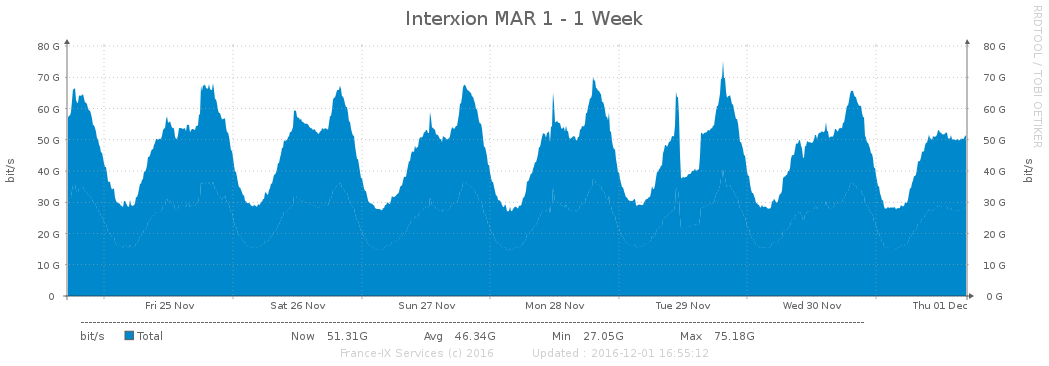 Interxion MAR 1 - 1 Week
RRDTOOL / TOBI OETIKER
bit/s
bit/s
80 G 80 G
70 G 70 G
60 G 60 G
50 G 50 G
40 G 40 G
30 G 30 G
20 G 20 G
10 G 10 G
0 0 G
Fri 25 Nov Sat 26 Nov Sun 27 Nov Mon 28 Nov Tue 29 Nov Wed 30 Nov Thu 01 Dec
bit/s Total Now 51.31G Avg 46.34G Min 27.05G Max 75.18G
France-IX Services (c) 2016 Updated : 2016-12-01 16:55:12